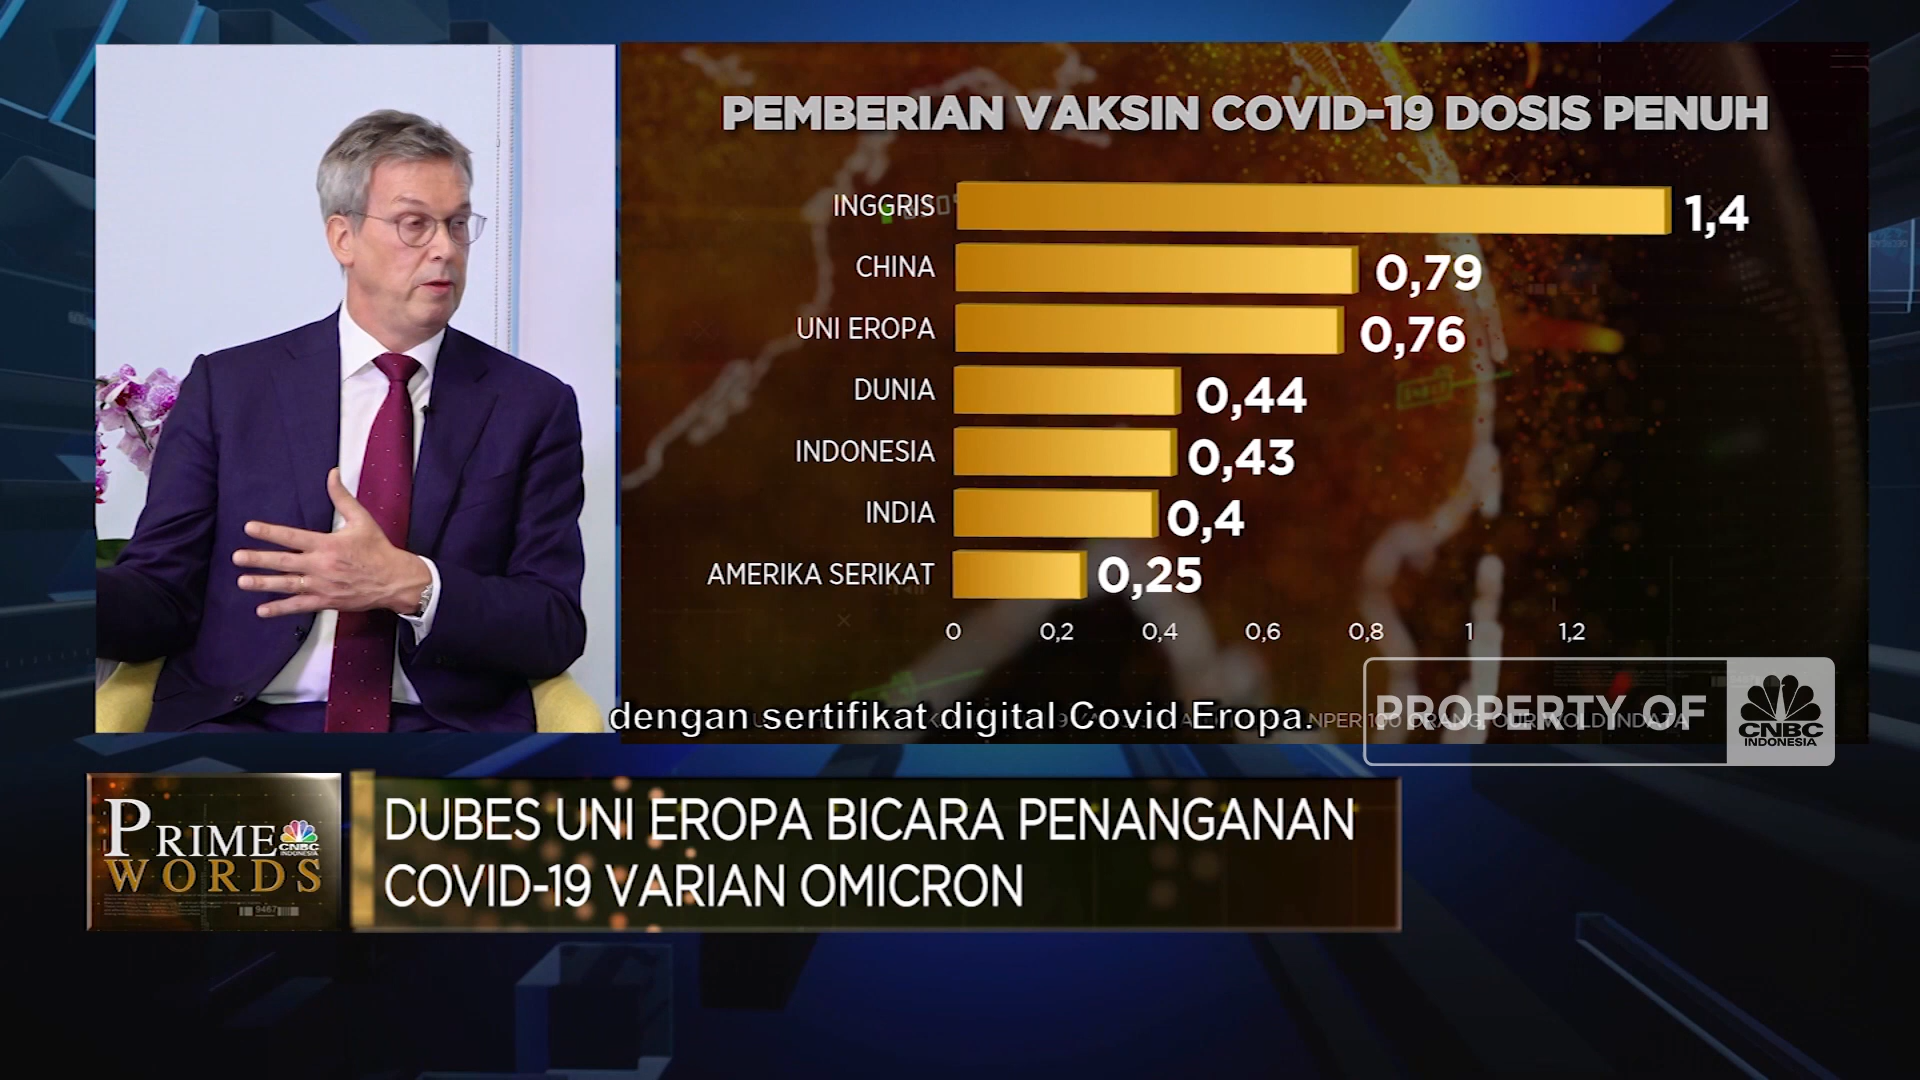 PEMBERIAN VAKSIN COVID-19 DOSIS PENUH
INGGRIS 1,4
CHINA 0,79
UNI EROPA 0,76
DUNIA 0,44
INDONESIA 0,43
INDIA 0,4
AMERIKA SERIKAT 0,25
0 0,2 0,4 0,6 0,8 1 1,2
dengan sertifikat digital Covid Eropa.
PROPERTY OF CNBC INDONESIA
PRIME CNBC INDONESIA
WORDS
9467
DUBES UNI EROPA BICARA PENANGANAN
COVID-19 VARIAN OMICRON